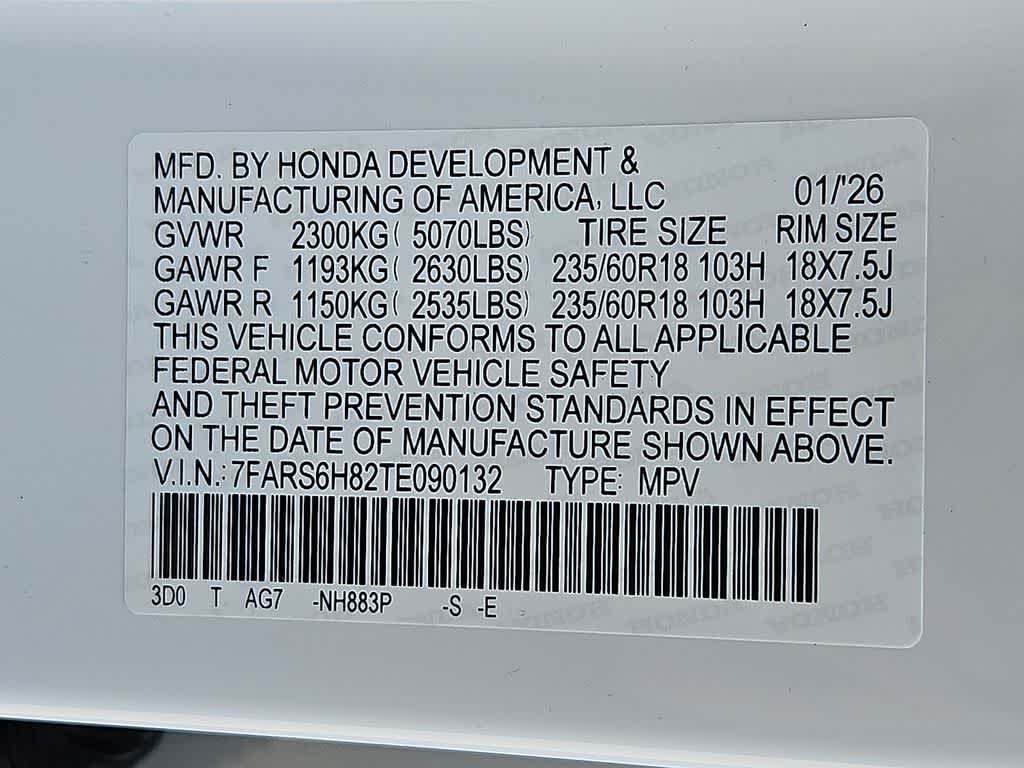 MFD. BY HONDA DEVELOPMENT &
MANUFACTURING OF AMERICA, LLC 01/'26
GVWR 2300KG( 5070LBS) TIRE SIZE RIM SIZE
GAWR F 1193KG( 2630LBS) 235/60R18 103H 18X7.5J
GAWR R 1150KG( 2535LBS) 235/60R18 103H 18X7.5J
THIS VEHICLE CONFORMS TO ALL APPLICABLE
FEDERAL MOTOR VEHICLE SAFETY
AND THEFT PREVENTION STANDARDS IN EFFECT
ON THE DATE OF MANUFACTURE SHOWN ABOVE.
V.I.N.: 7FARS6H82TE090132 TYPE: MPV
3D0 T AG7 -NH883P -S -E